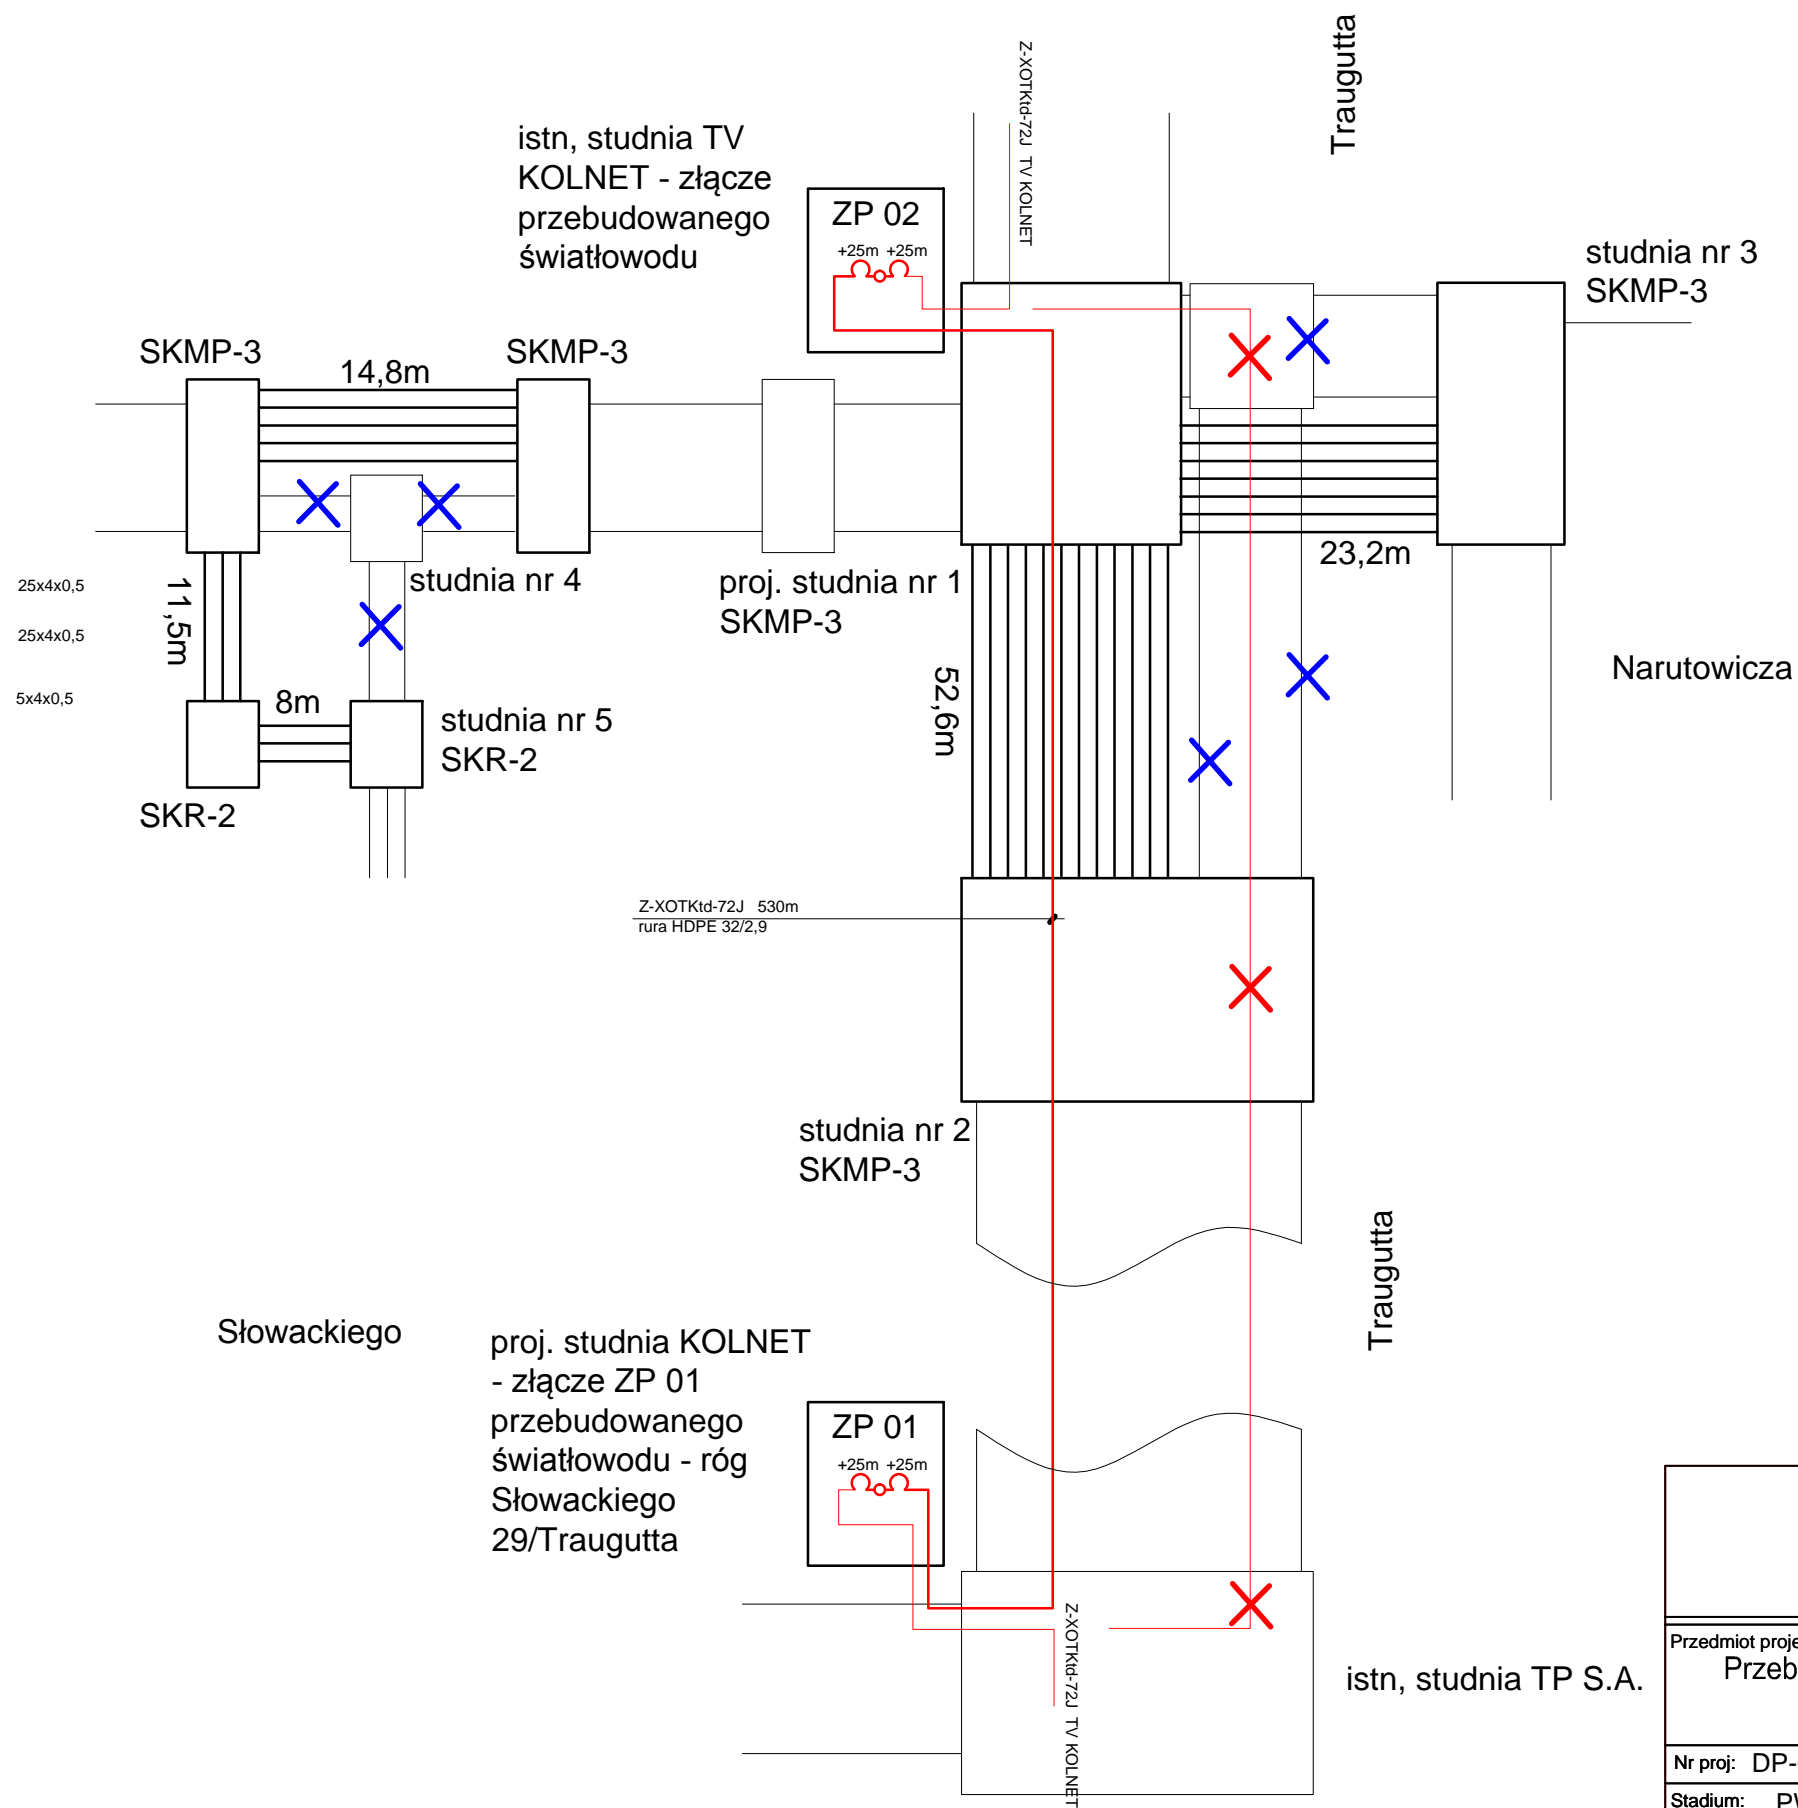 Traugutta
Z-XOTKtd-72J TV KOLNET
istn, studnia TV
KOLNET - złącze
przebudowanego
światłowodu
ZP 02
+25m +25m
studnia nr 3
SKMP-3
SKMP-3
14,8m
SKMP-3
23,2m
25x4x0,5
25x4x0,5
5x4x0,5
11,5m
studnia nr 4
proj. studnia nr 1
SKMP-3
52,6m
Narutowicza
8m
studnia nr 5
SKR-2
SKR-2
Z-XOTKtd-72J 530m
rura HDPE 32/2,9
studnia nr 2
SKMP-3
Traugutta
Słowackiego
proj. studnia KOLNET
- złącze ZP 01
przebudowanego
światłowodu - róg
Słowackiego
29/Traugutta
ZP 01
+25m +25m
Z-XOTKtd-72J TV KOLNET
istn, studnia TP S.A.
Przedmiot proje
Przeb
Nr proj: DP-
Stadium: